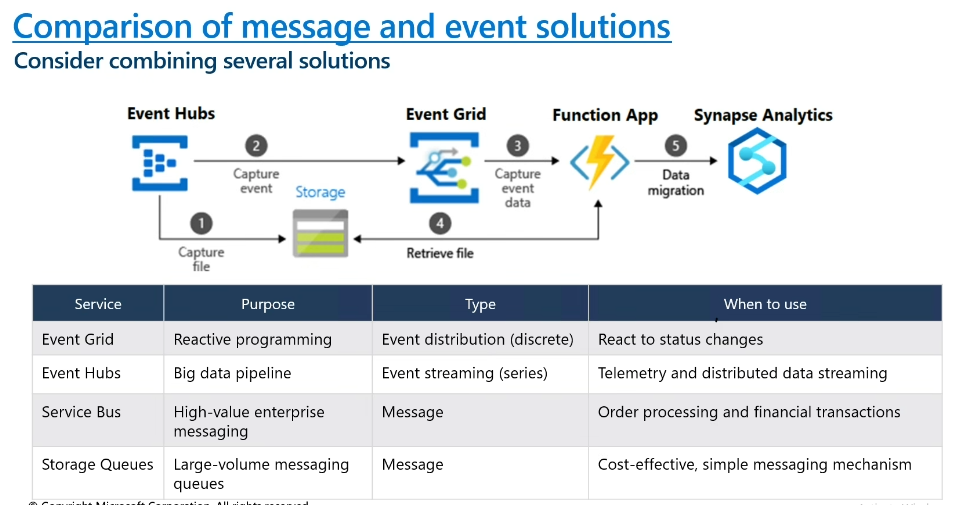 Comparison of message and event solutions
Consider combining several solutions
Event Hubs
Event Grid
Function App
Synapse Analytics
2
Capture
event
3
Capture
event
data
5
Data
migration
Storage
1
Capture
file
4
Retrieve file
Service Purpose Type When to use
Event Grid Reactive programming Event distribution (discrete) React to status changes
Event Hubs Big data pipeline Event streaming (series) Telemetry and distributed data streaming
Service Bus High-value enterprise Message Order processing and financial transactions
messaging
Storage Queues Large-volume messaging Message Cost-effective, simple messaging mechanism
queues
© Copyright Microsoft Corporation. All rights reserved.